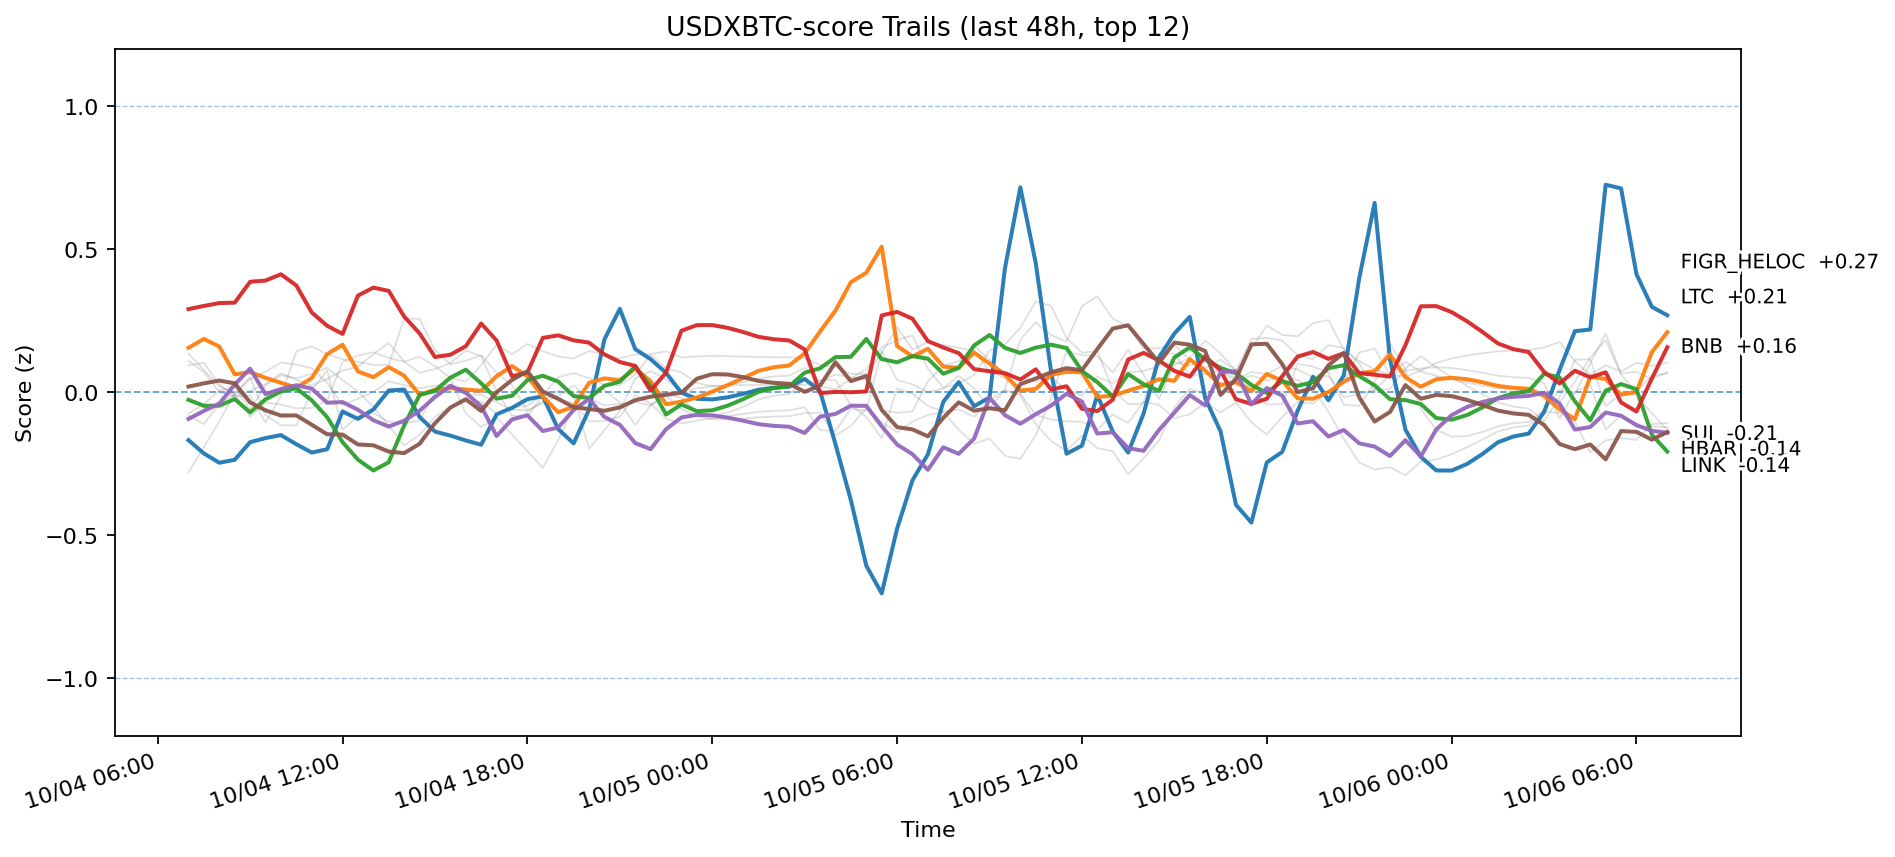 USDXBTC-score Trails (last 48h, top 12)
Score (z)
1.0
0.5
0.0
−0.5
−1.0
FIGR_HELOC +0.27
LTC +0.21
BNB +0.16
SUI -0.21
HBAR -0.14
LINK -0.14
10/04 06:00
10/04 12:00
10/04 18:00
10/05 00:00
10/05 06:00
10/05 12:00
10/05 18:00
10/06 00:00
10/06 06:00
Time